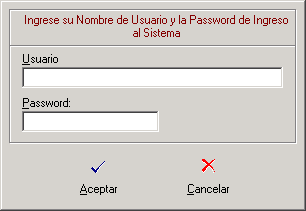 Ingrese su Nombre de Usuario y la Password de Ingreso
al Sistema
Usuario
Password:
Aceptar
Cancelar